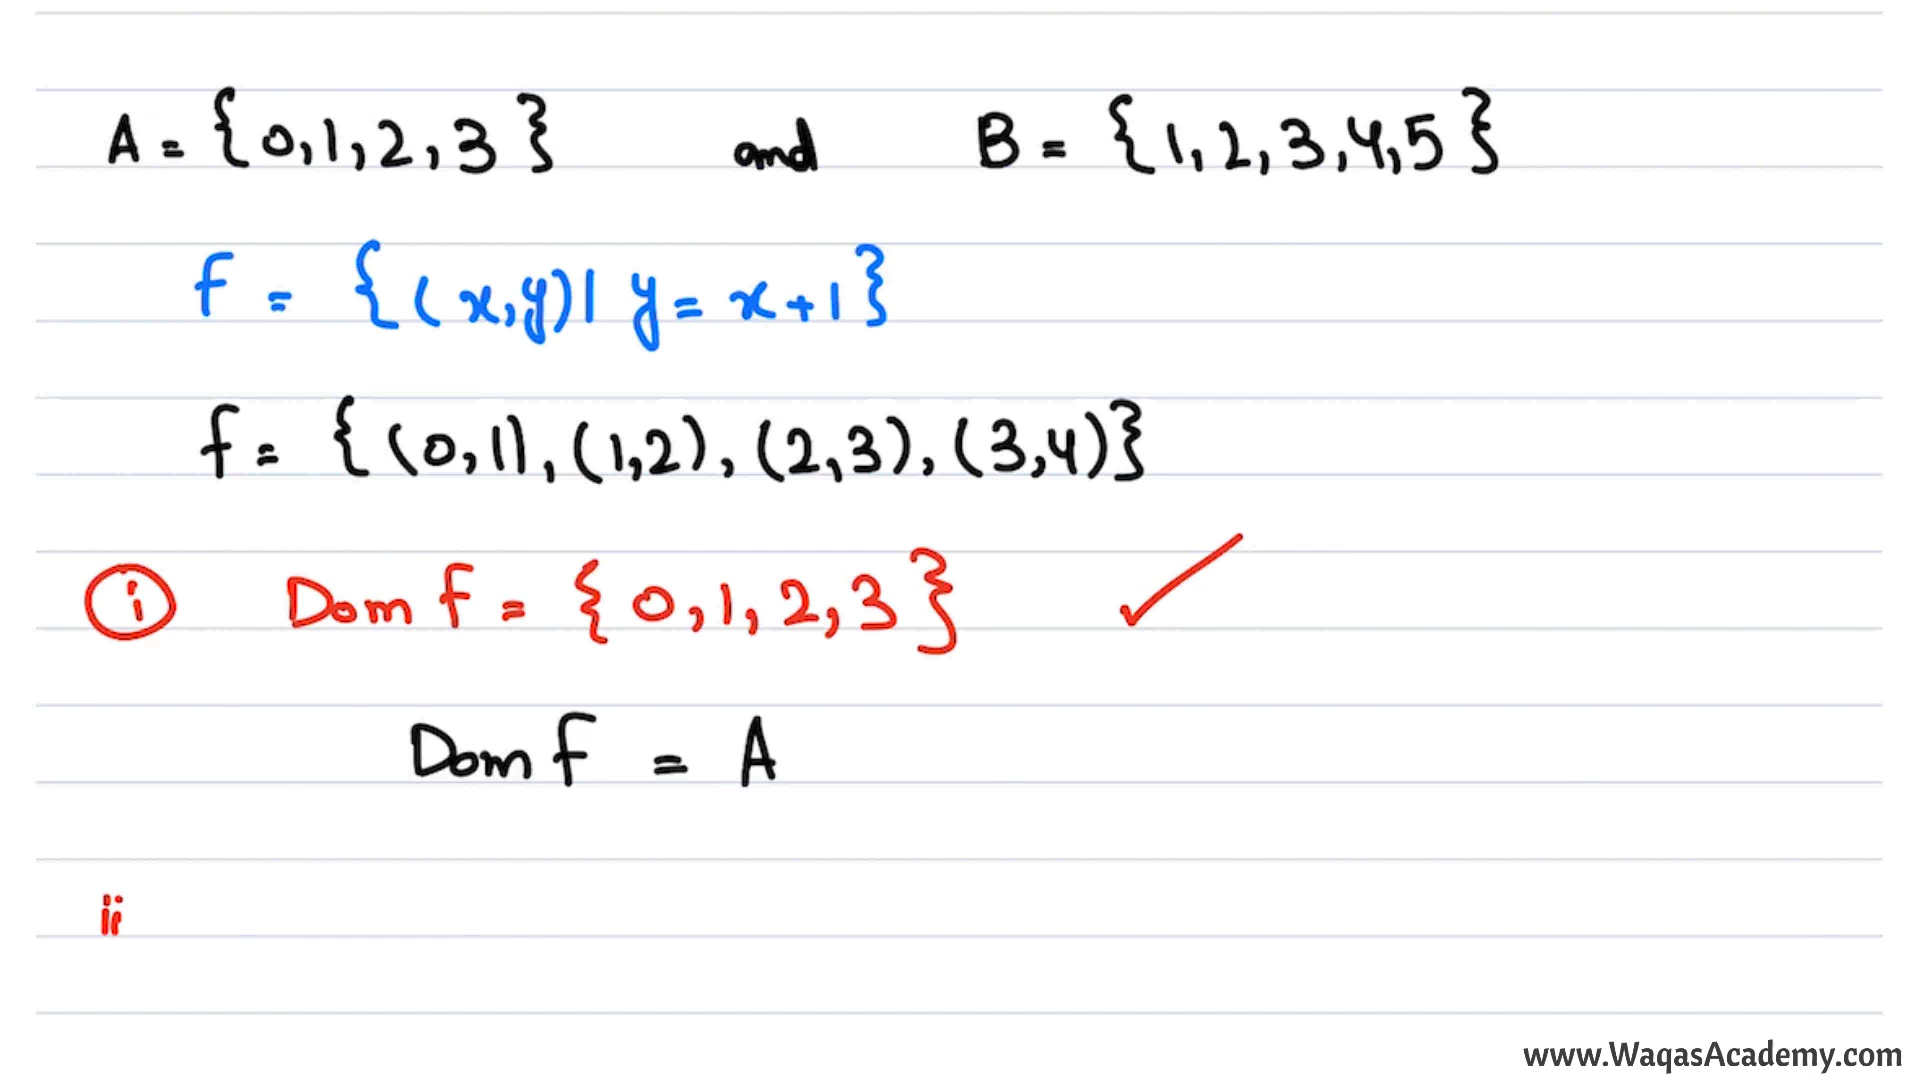 A = {0,1,2,3} and B = {1,2,3,4,5}
f = {(x,y)| y = x+1}
f = {(0,1),(1,2),(2,3),(3,4)}
i Dom f = {0,1,2,3} ✓
Dom f = A
ii
www.WaqasAcademy.com